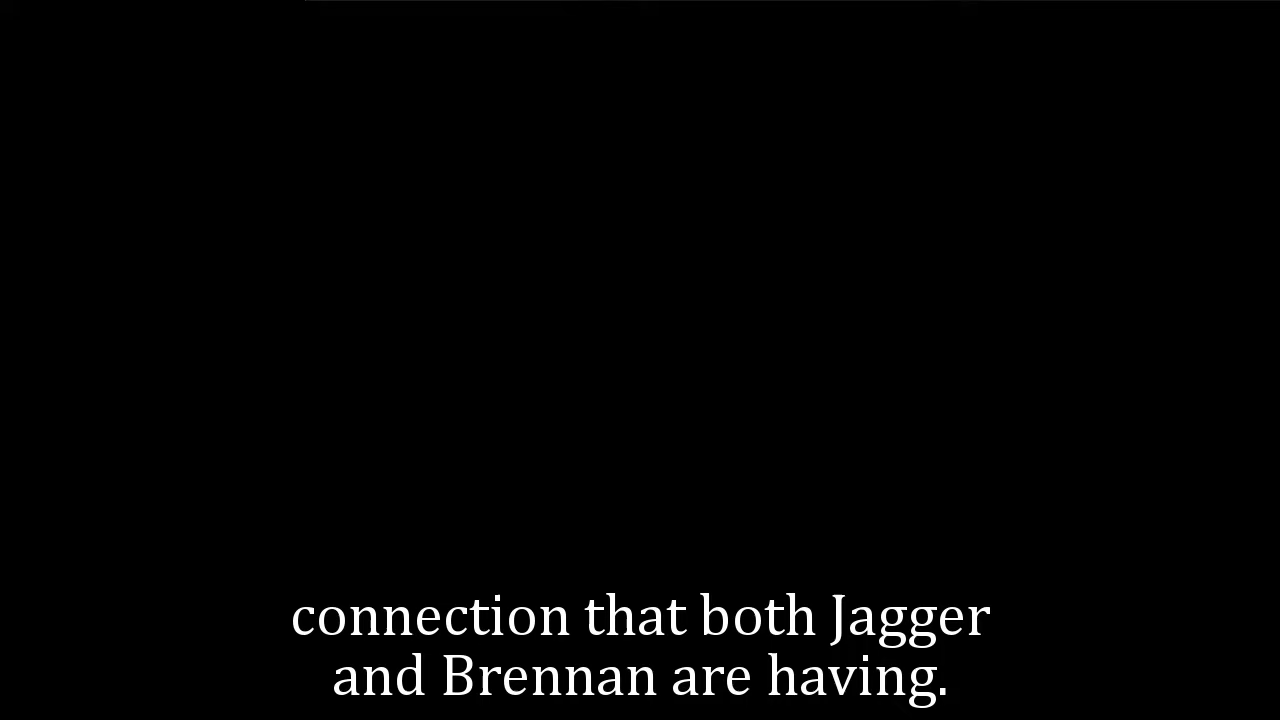 connection that both Jagger
and Brennan are having.